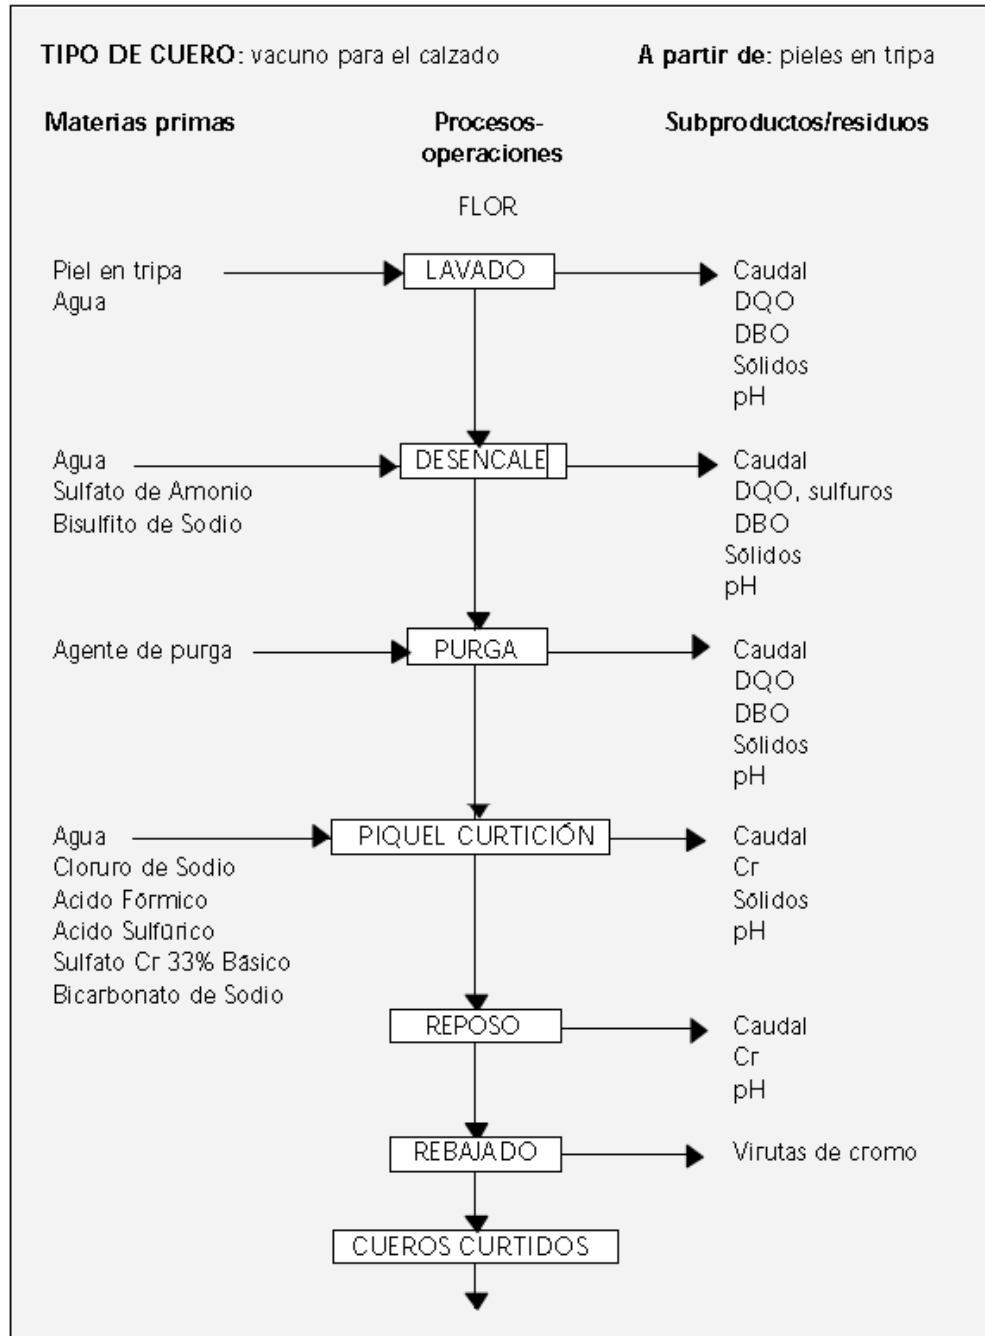 TIPO DE CUERO: vacuno para el calzado
A partir de: pieles en tripa
Materias primas
Procesos-
operaciones
Subproductos/residuos
FLOR
Piel en tripa
Agua
LAVADO
Caudal
DQO
DBO
Sólidos
pH
Agua
Sulfato de Amonio
Bisulfito de Sodio
DESENCALE
Caudal
DQO, sulfuros
DBO
Sólidos
pH
Agente de purga
PURGA
Caudal
DQO
DBO
Sólidos
pH
Agua
Cloruro de Sodio
Acido Fórmico
Acido Sulfúrico
Sulfato Cr 33% Básico
Bicarbonato de Sodio
PIQUEL CURTICIÓN
Caudal
Cr
Sólidos
pH
REPOSO
Caudal
Cr
pH
REBAJADO
Virutas de cromo
CUEROS CURTIDOS